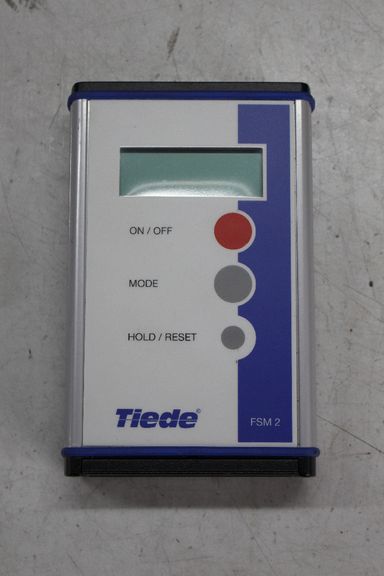 ON / OFF
MODE
HOLD / RESET
Tiede®
FSM 2